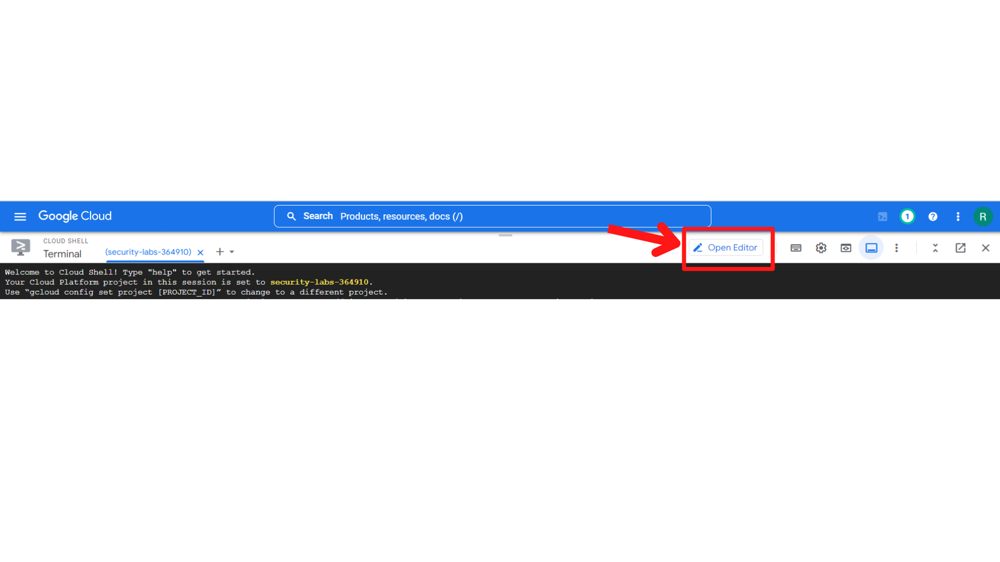 Google Cloud
Search Products, resources, docs (/)
1
R
CLOUD SHELL
Terminal
(security-labs-364910)
Open Editor
Welcome to Cloud Shell! Type "help" to get started.
Your Cloud Platform project in this session is set to security-labs-364910.
Use “gcloud config set project [PROJECT_ID]” to change to a different project.